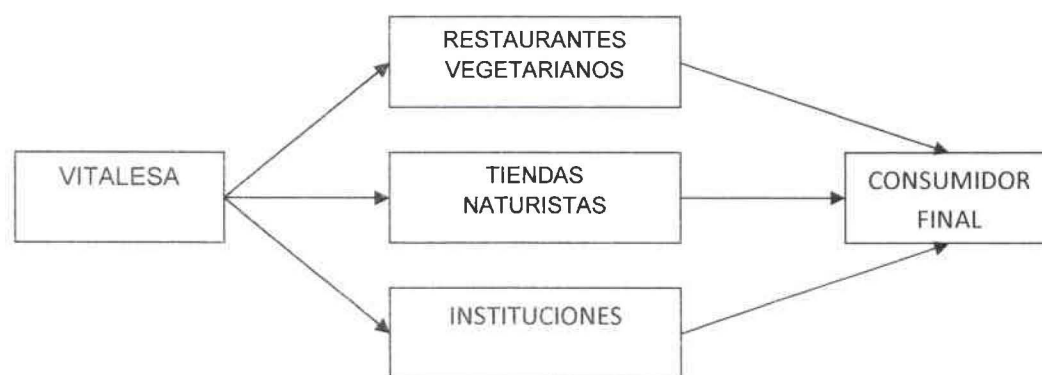 RESTAURANTES
VEGETARIANOS
VITALESA
TIENDAS
NATURISTAS
CONSUMIDOR
FINAL
INSTITUCIONES